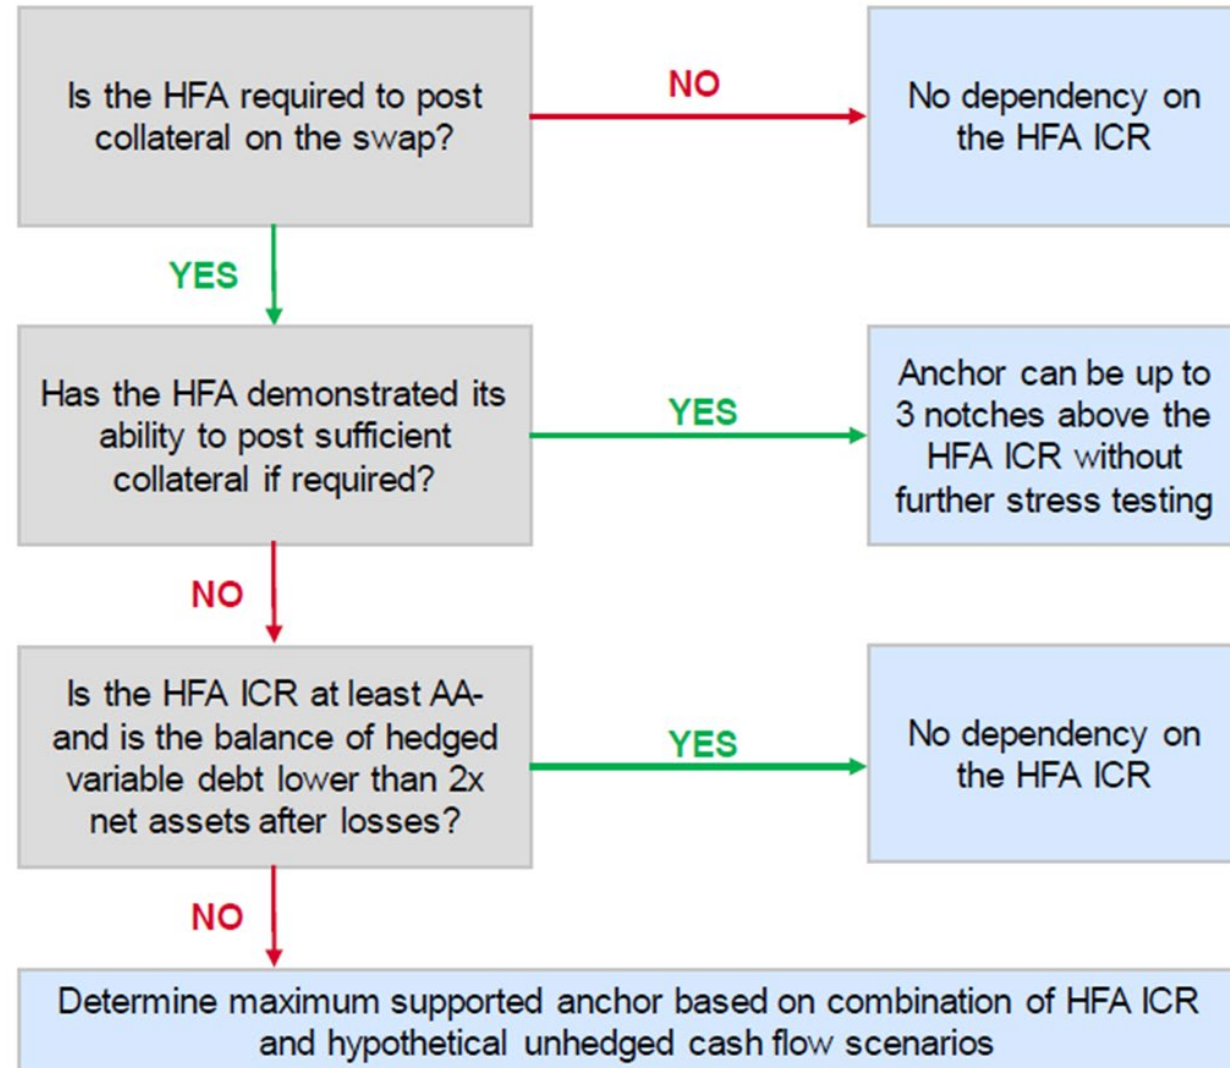 Is the HFA required to post
collateral on the swap?
NO
No dependency on
the HFA ICR
YES
Has the HFA demonstrated its
ability to post sufficient
collateral if required?
YES
Anchor can be up to
3 notches above the
HFA ICR without
further stress testing
NO
Is the HFA ICR at least AA-
and is the balance of hedged
variable debt lower than 2x
net assets after losses?
YES
No dependency on
the HFA ICR
NO
Determine maximum supported anchor based on combination of HFA ICR
and hypothetical unhedged cash flow scenarios